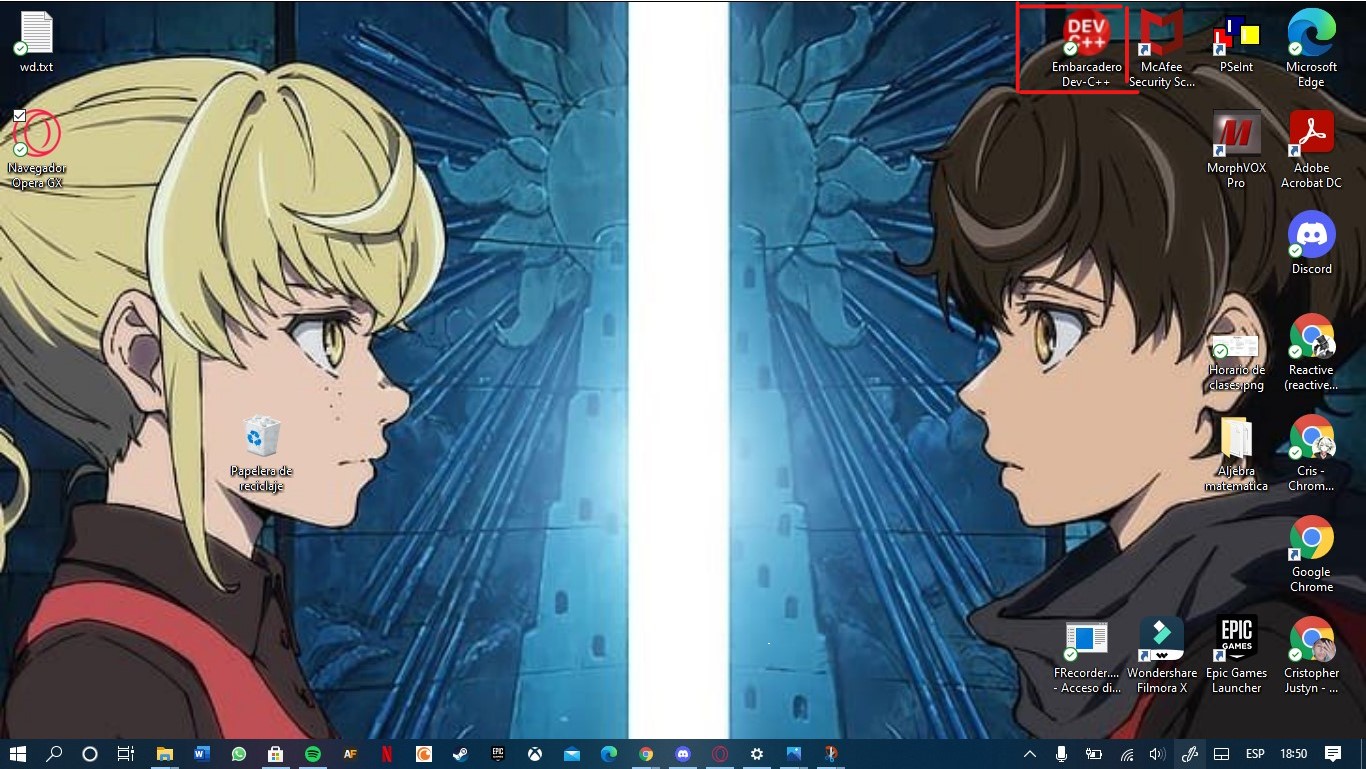 wd.txt
Navegador
Opera GX
Papelera de
reciclaje
DEV
C++
Embarcadero
Dev-C++
McAfee
Security Sc...
PSeInt
Microsoft
Edge
M
MorphVOX
Pro
Adobe
Acrobat DC
Discord
Horario de
clases.png
Reactive
(reactive...
Aljebra
matematica
Cris -
Chrom...
Google
Chrome
FRecorder....
- Acceso di...
Wondershare
Filmora X
EPIC
GAMES
Epic Games
Launcher
Cristopher
Justyn - ...
W
AF
N
EPIC
ESP
18:50